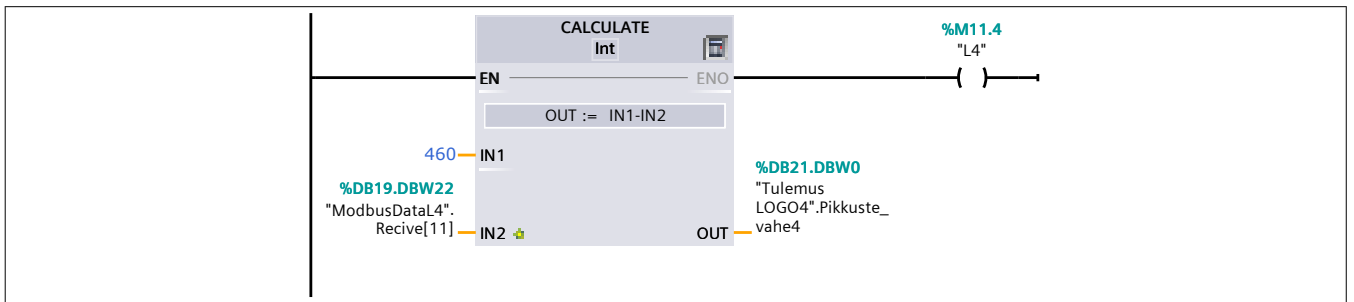 CALCULATE
Int
%M11.4
"L4"
EN
ENO
OUT := IN1-IN2
460
IN1
%DB19.DBW22
"ModbusDataL4".
Recive[11]
IN2
OUT
%DB21.DBW0
"Tulemus
LOGO4".Pikkuste_
vahe4